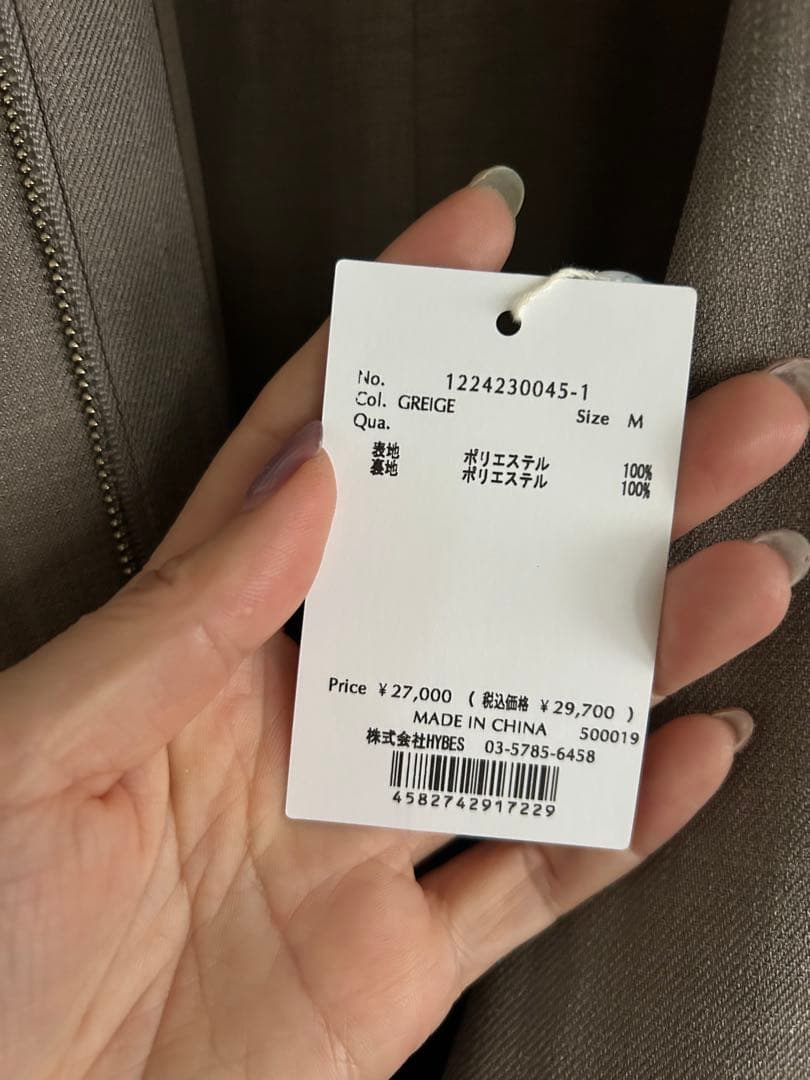 No. 1224230045-1
Col. GREIGE Size M
Qua.
表地 ポリエステル 100%
裏地 ポリエステル 100%
Price ¥27,000 ( 税込価格 ¥29,700 )
MADE IN CHINA 500019
株式会社HYBES 03-5785-6458
4582742917229